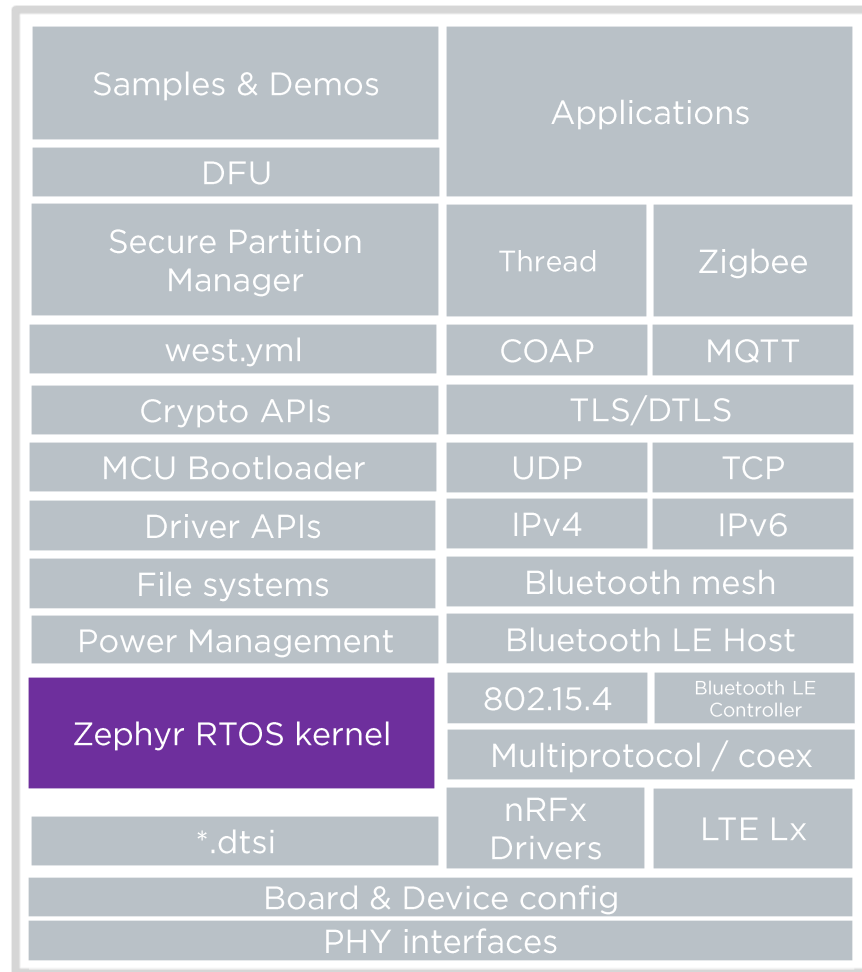 Samples & Demos
Applications
DFU
Secure Partition
Manager
Thread
Zigbee
west.yml
COAP
MQTT
Crypto APIs
TLS/DTLS
MCU Bootloader
UDP
TCP
Driver APIs
IPv4
IPv6
File systems
Bluetooth mesh
Power Management
Bluetooth LE Host
Zephyr RTOS kernel
802.15.4
Bluetooth LE
Controller
Multiprotocol / coex
*.dtsi
nRFx
Drivers
LTE Lx
Board & Device config
PHY interfaces